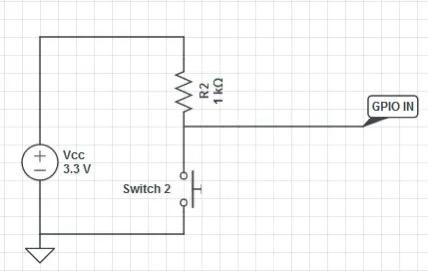 R2
1 kΩ
GPIO IN
Vcc
3.3 V
Switch 2